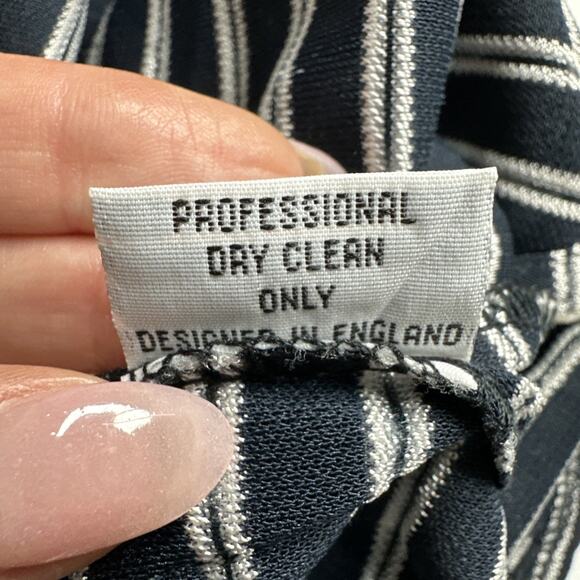 PROFESSIONAL
DRY CLEAN
ONLY
DESIGNED IN ENGLAND